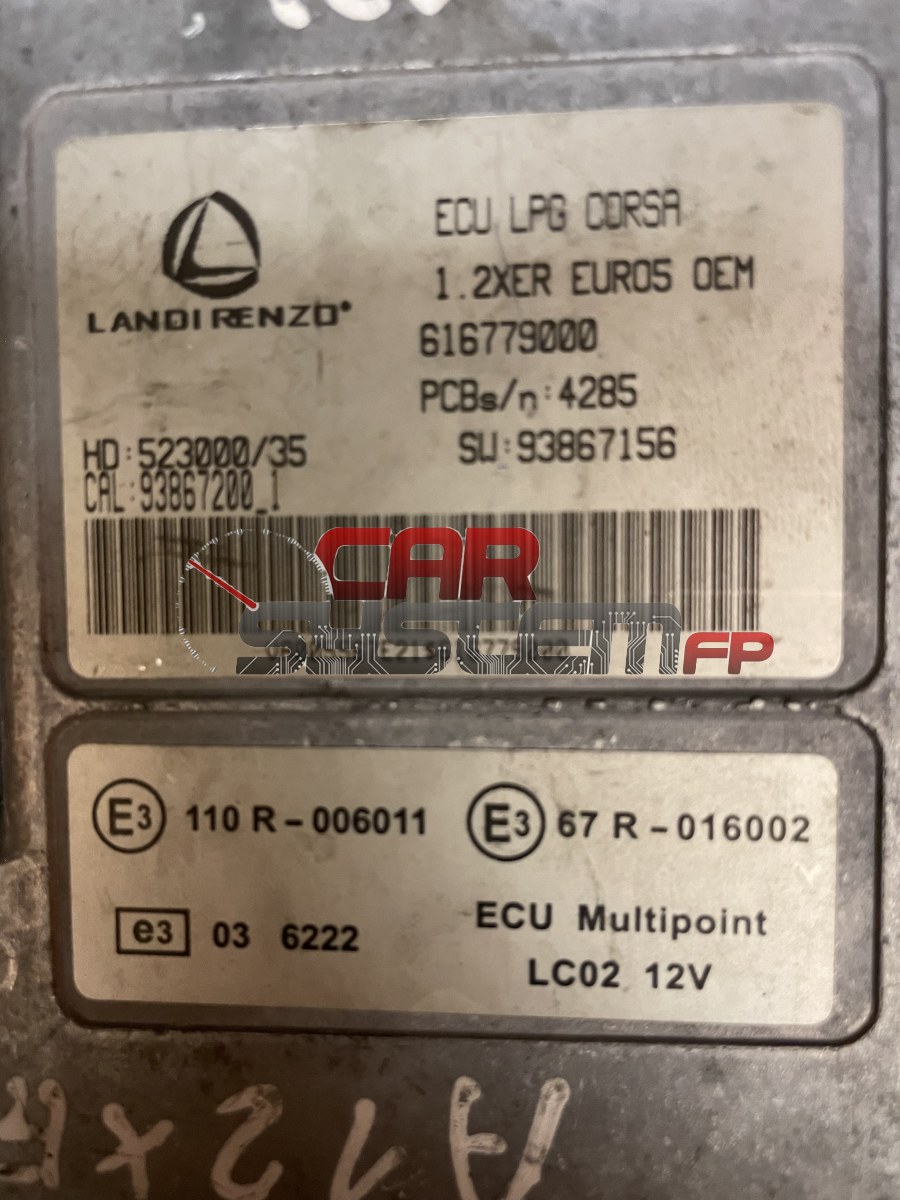 LANDI RENZO®
ECU LPG CORSA
1.2XER EURO5 OEM
616779000
PCBs/n:4285
HD:523000/35
SW:93867156
CAL:93867200_1
CAR
SYSTEM FP
E3 110 R-006011
E3 67 R-016002
e3 03 6222
ECU Multipoint
LC02 12V